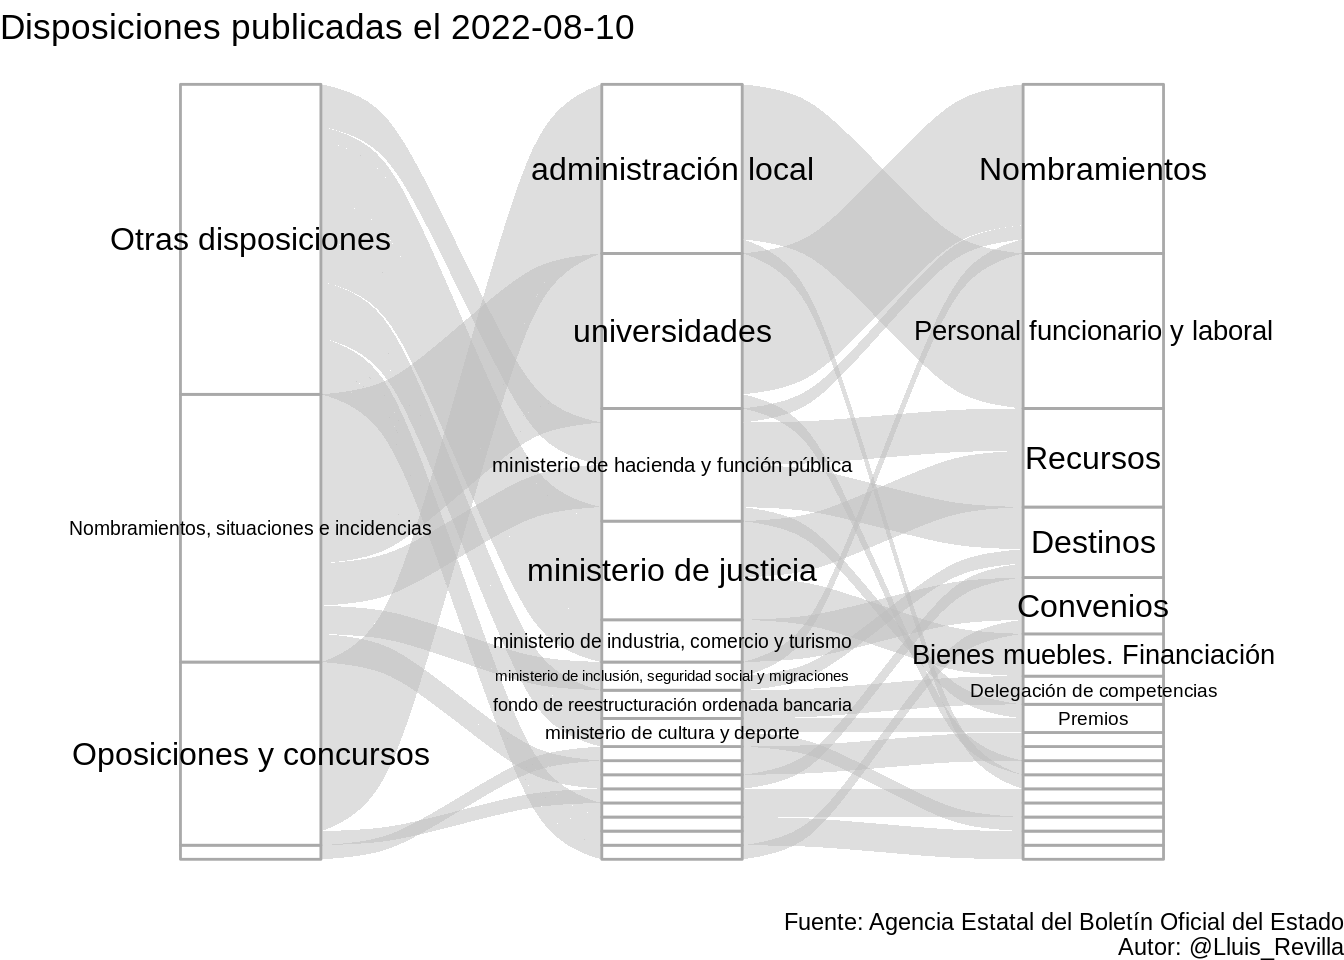 Disposiciones publicadas el 2022-08-10
Otras disposiciones
Nombramientos, situaciones e incidencias
Oposiciones y concursos
administración local
universidades
ministerio de hacienda y función pública
ministerio de justicia
ministerio de industria, comercio y turismo
ministerio de inclusión, seguridad social y migraciones
fondo de reestructuración ordenada bancaria
ministerio de cultura y deporte
Nombramientos
Personal funcionario y laboral
Recursos
Destinos
Convenios
Bienes muebles. Financiación
Delegación de competencias
Premios
Fuente: Agencia Estatal del Boletín Oficial del Estado
Autor: @Lluis_Revilla